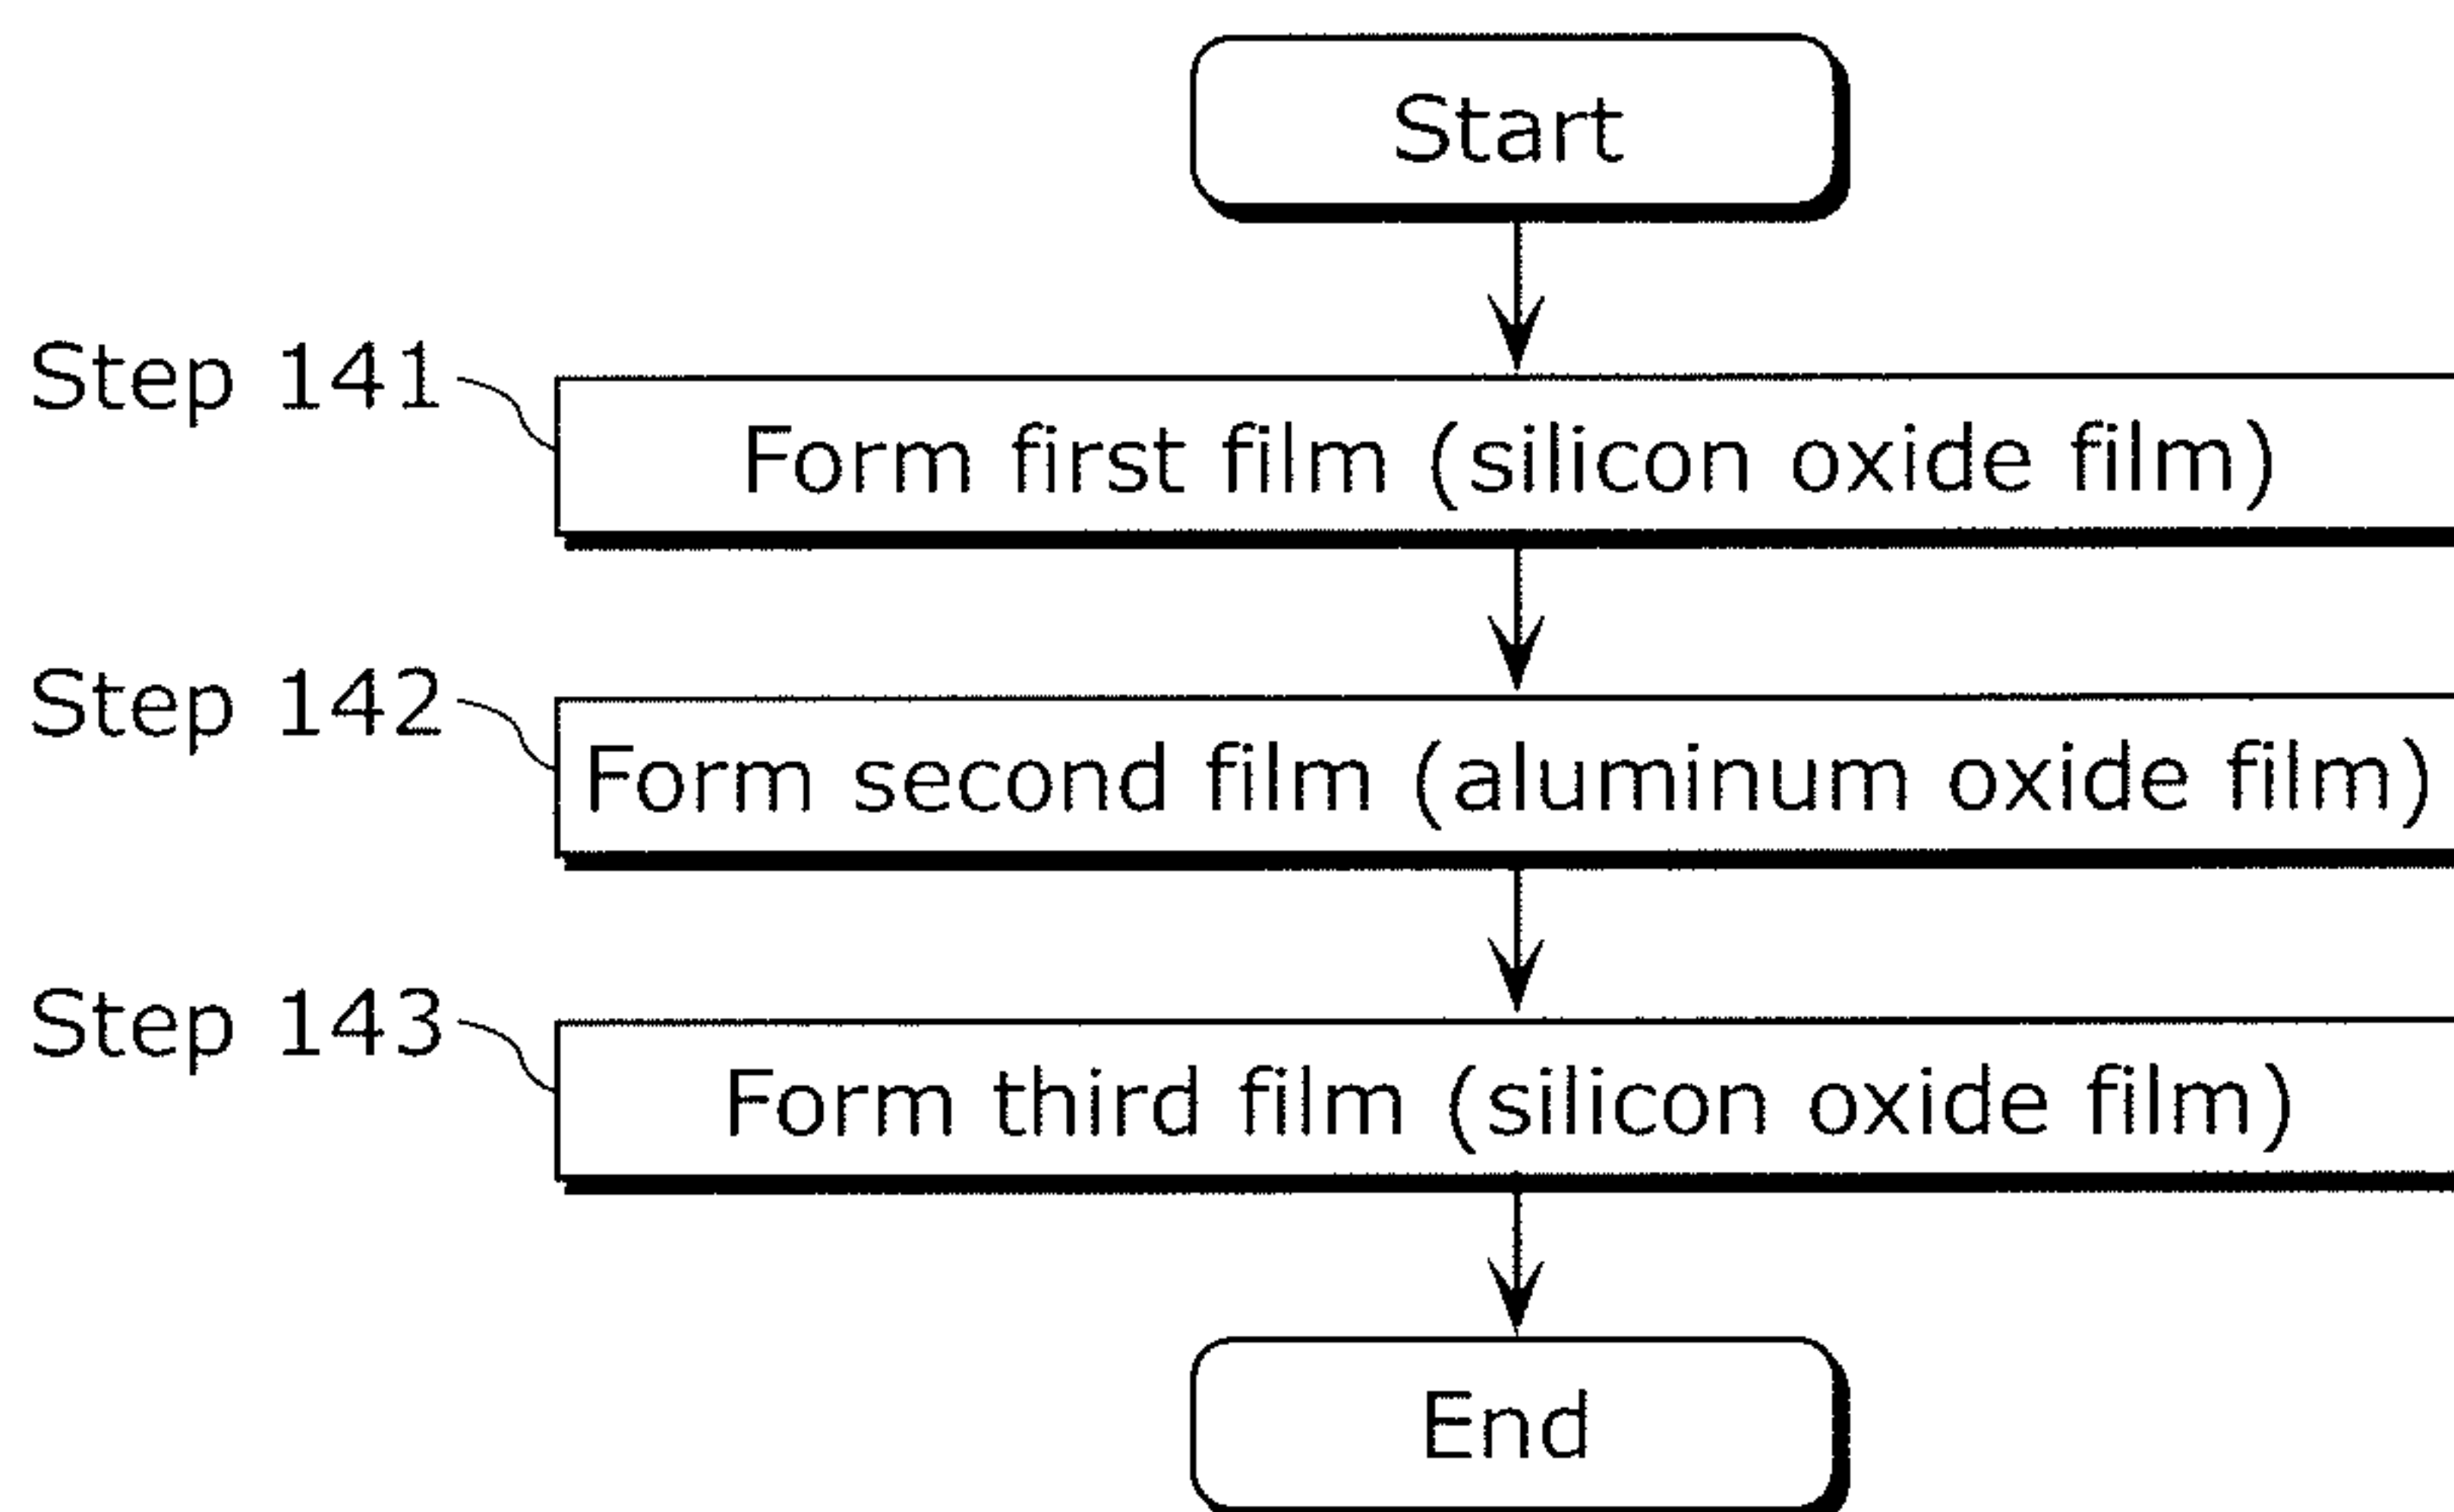 Start
Step 141
Form first film (silicon oxide film)
Step 142
Form second film (aluminum oxide film)
Step 143
Form third film (silicon oxide film)
End